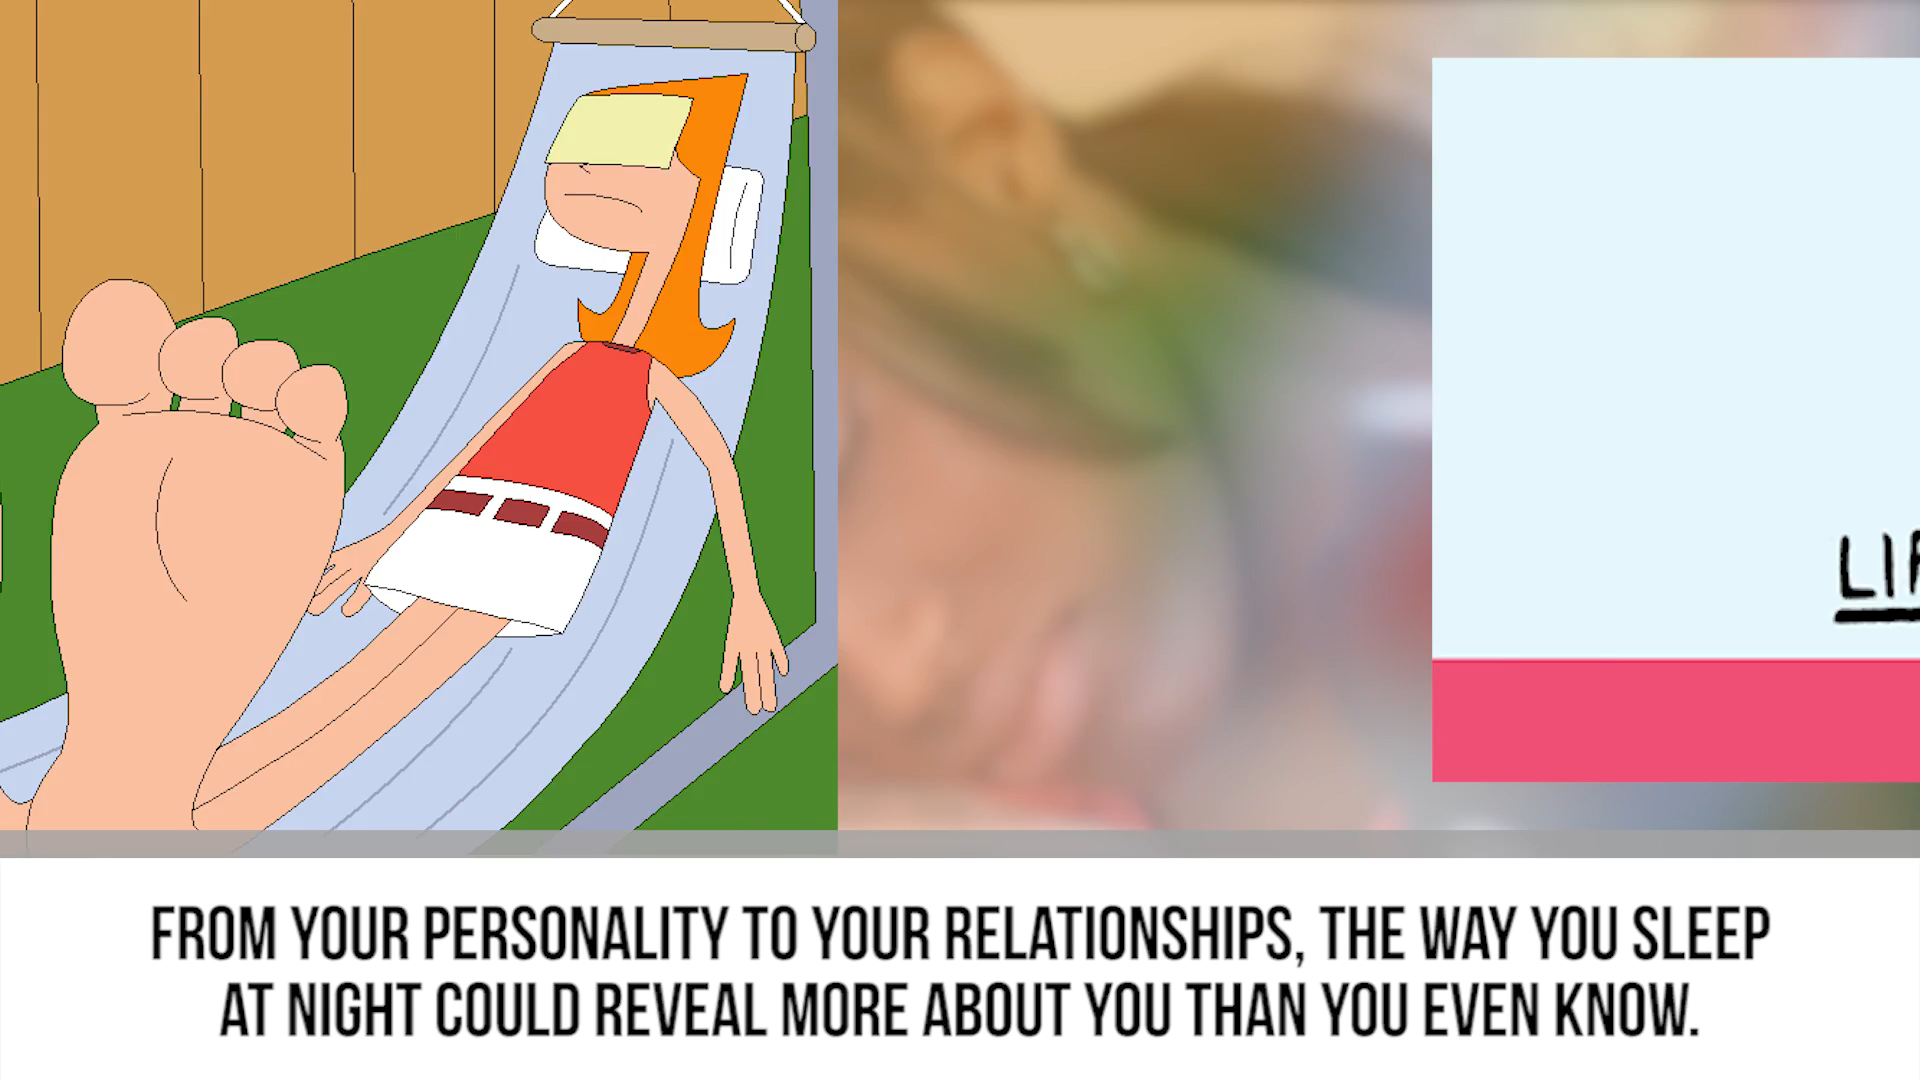 LI
FROM YOUR PERSONALITY TO YOUR RELATIONSHIPS, THE WAY YOU SLEEP
AT NIGHT COULD REVEAL MORE ABOUT YOU THAN YOU EVEN KNOW.